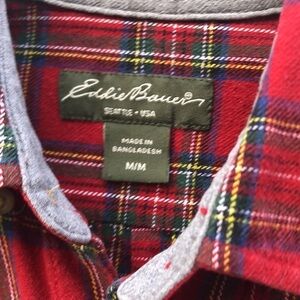 Eddie Bauer
SEATTLE • USA
MADE IN
BANGLADESH
M/M